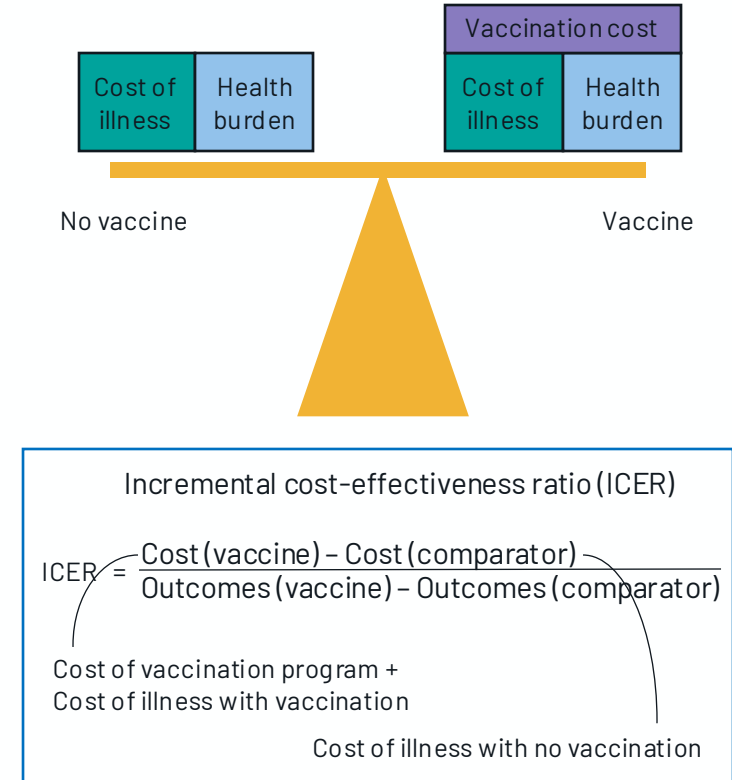 Vaccination cost
Cost of
illness
Health
burden
Cost of
illness
Health
burden
No vaccine
Vaccine
Incremental cost-effectiveness ratio (ICER)
ICER =
Cost (vaccine) – Cost (comparator)
Outcomes (vaccine) – Outcomes (comparator)
Cost of vaccination program +
Cost of illness with vaccination
Cost of illness with no vaccination